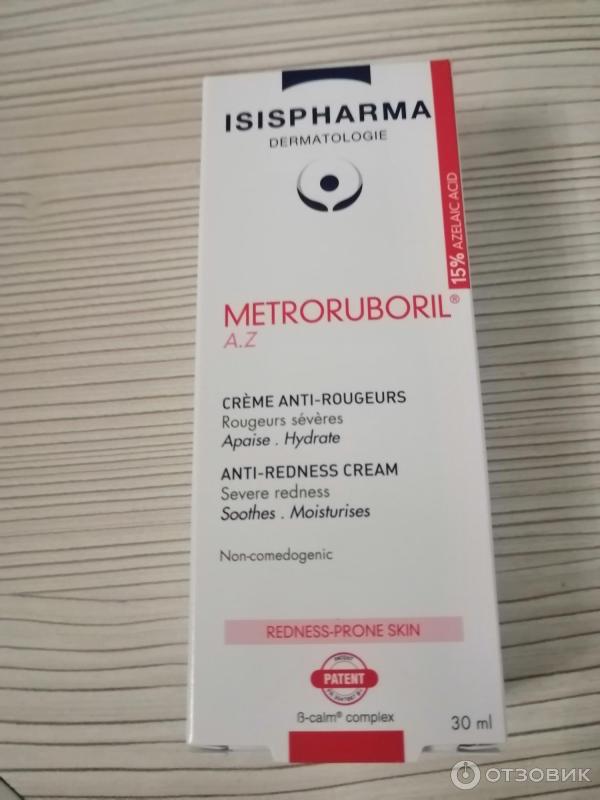 ISISPHARMA
DERMATOLOGIE
15% AZELAIC ACID
METRORUBORIL®
A.Z
CRÈME ANTI-ROUGEURS
Rougeurs sévères
Apaise . Hydrate
ANTI-REDNESS CREAM
Severe redness
Soothes . Moisturises
Non-comedogenic
REDNESS-PRONE SKIN
PATENT
PATENT
ß-calm® complex
30 ml
ОТЗОВИК